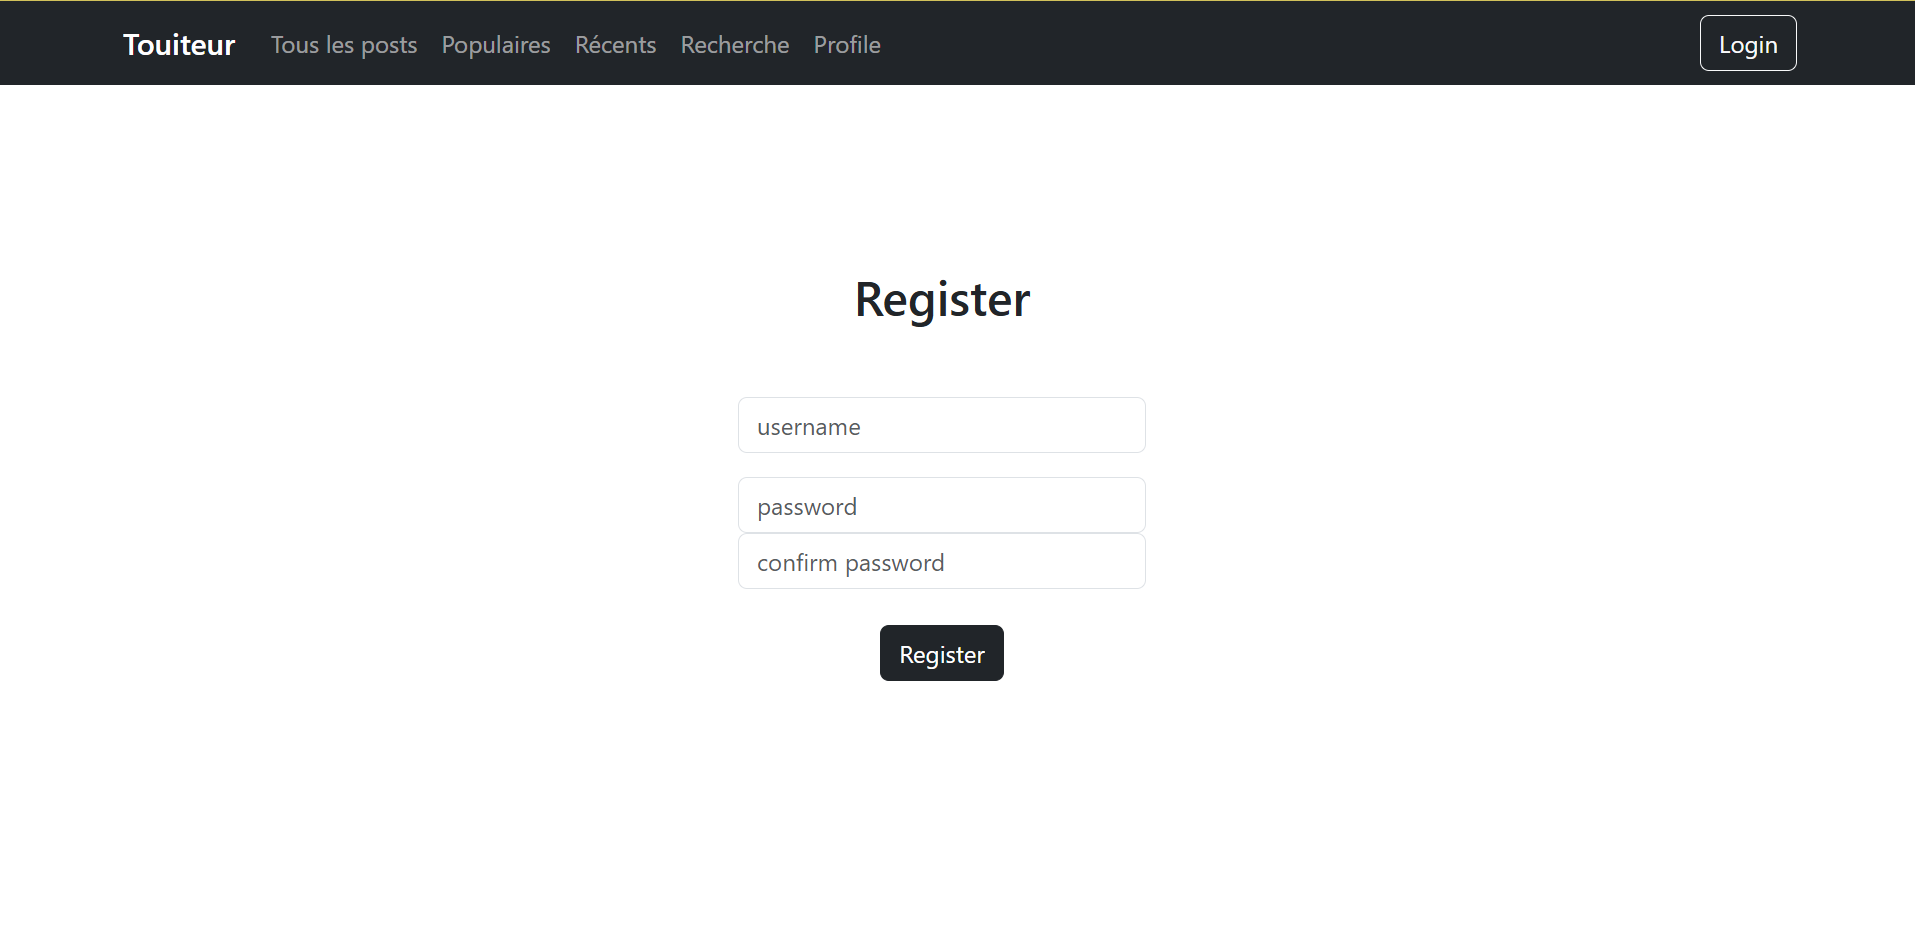 Touiteur Tous les posts Populaires Récents Recherche Profile Login
Register
username
password
confirm password
Register